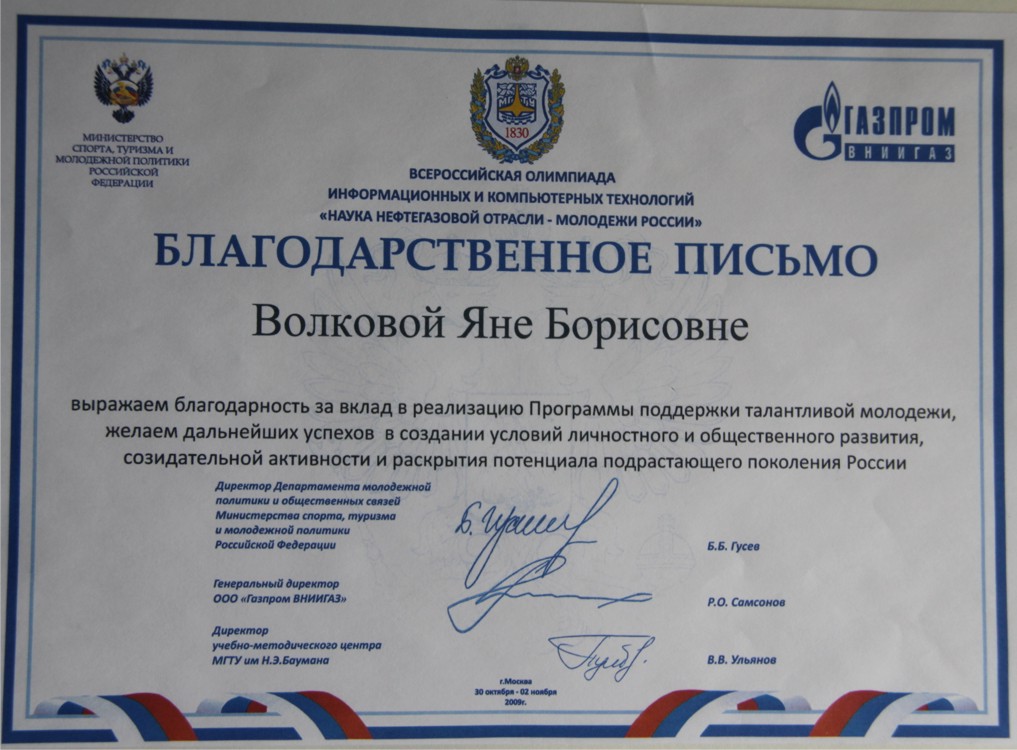 МИНИСТЕРСТВО
СПОРТА, ТУРИЗМА И
МОЛОДЕЖНОЙ ПОЛИТИКИ
РОССИЙСКОЙ
ФЕДЕРАЦИИ
МГТУ
1830
ГАЗПРОМ
ВНИИГАЗ
ВСЕРОССИЙСКАЯ ОЛИМПИАДА
ИНФОРМАЦИОННЫХ И КОМПЬЮТЕРНЫХ ТЕХНОЛОГИЙ
«НАУКА НЕФТЕГАЗОВОЙ ОТРАСЛИ - МОЛОДЕЖИ РОССИИ»
БЛАГОДАРСТВЕННОЕ ПИСЬМО
Волковой Яне Борисовне
выражаем благодарность за вклад в реализацию Программы поддержки талантливой молодежи,
желаем дальнейших успехов в создании условий личностного и общественного развития,
созидательной активности и раскрытия потенциала подрастающего поколения России
Директор Департамента молодежной
политики и общественных связей
Министерства спорта, туризма
и молодежной политики
Российской Федерации
Б.Б. Гусев
Генеральный директор
ООО «Газпром ВНИИГАЗ»
Р.О. Самсонов
Директор
учебно-методического центра
МГТУ им Н.Э.Баумана
В.В. Ульянов
г.Москва
30 октября - 02 ноября
2009г.